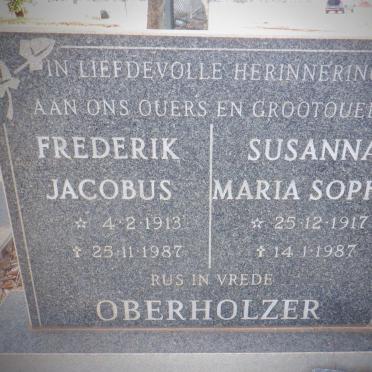 IN LIEFDEVOLLE HERINNERING
AAN ONS OUERS EN GROOTOUE
FREDERIK JACOBUS
☆ 4·2·1913
✝ 25·11·1987
SUSANNA MARIA SOPH
☆ 25·12·1917
✝ 14·1·1987
RUS IN VREDE
OBERHOLZER